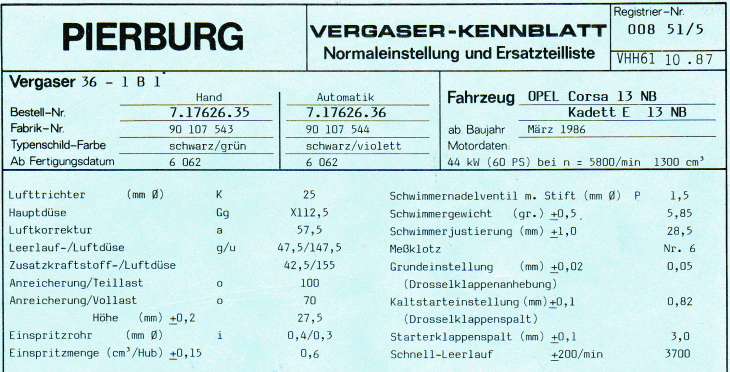 PIERBURG
VERGASER-KENNBLATT
Normaleinstellung und Ersatzteilliste
Registrier-Nr.
008 51/5
VHH61 10.87
Vergaser 36 - 1 B 1
Hand Automatik
Bestell-Nr. 7.17626.35 7.17626.36
Fabrik-Nr. 90 107 543 90 107 544
Typenschild-Farbe schwarz/grün schwarz/violett
Ab Fertigungsdatum 6 062 6 062
Fahrzeug OPEL Corsa 13 NB
Kadett E 13 NB
ab Baujahr März 1986
Motordaten:
44 kW (60 PS) bei n = 5800/min 1300 cm³
Lufttrichter (mm Ø) K 25
Hauptdüse Gg X112,5
Luftkorrektur a 57,5
Leerlauf-/Luftdüse g/u 47,5/147,5
Zusatzkraftstoff-/Luftdüse 42,5/155
Anreicherung/Teillast o 100
Anreicherung/Vollast o 70
Höhe (mm) ±0,2 27,5
Einspritzrohr (mm Ø) i 0,4/0,3
Einspritzmenge (cm³/Hub) ±0,15 0,6
Schwimmernadelventil m. Stift (mm Ø) P 1,5
Schwimmergewicht (gr.) ±0,5 5,85
Schwimmerjustierung (mm) ±1,0 28,5
Meßklotz Nr. 6
Grundeinstellung (mm) ±0,02 0,05
(Drosselklappenanhebung)
Kaltstarteinstellung (mm) ±0,1 0,82
(Drosselklappenspalt)
Starterklappenspalt (mm) ±0,1 3,0
Schnell-Leerlauf ±200/min 3700